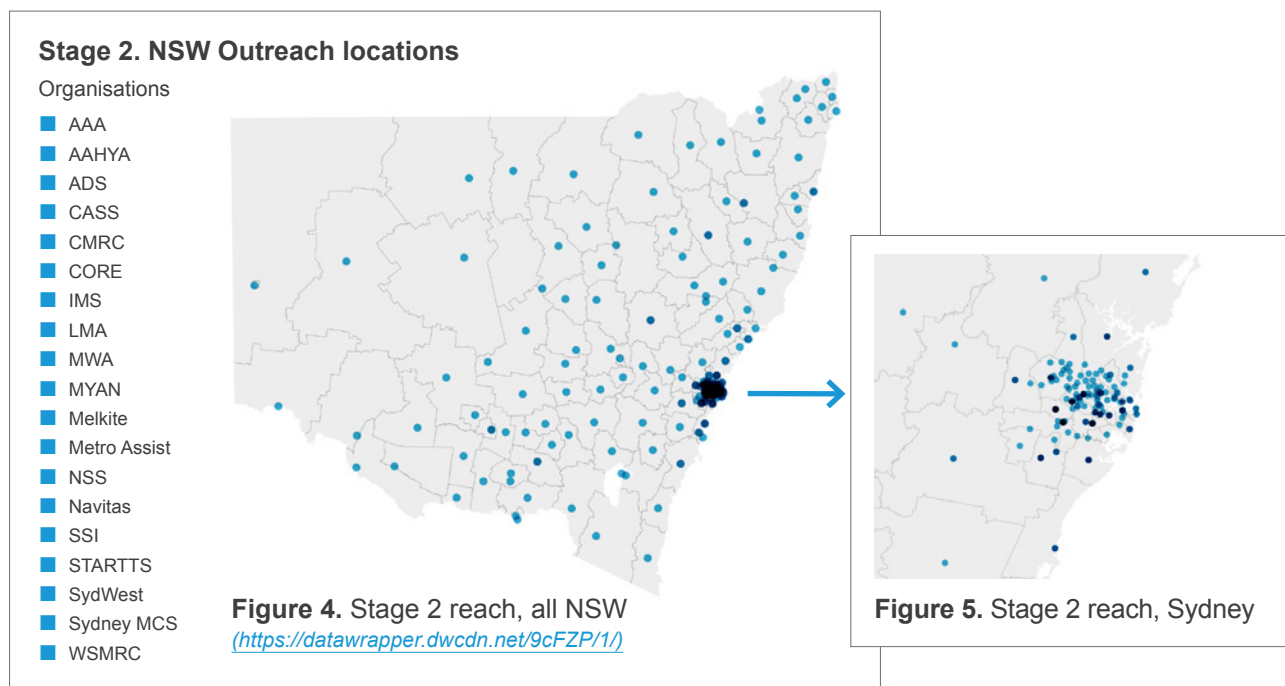 Stage 2. NSW Outreach locations
Organisations
AAA
AAHYA
ADS
CASS
CMRC
CORE
IMS
LMA
MWA
MYAN
Melkite
Metro Assist
NSS
Navitas
SSI
STARTTS
SydWest
Sydney MCS
WSMRC
Figure 4. Stage 2 reach, all NSW
(https://datawrapper.dwcdn.net/9cFZP/1/)
Figure 5. Stage 2 reach, Sydney